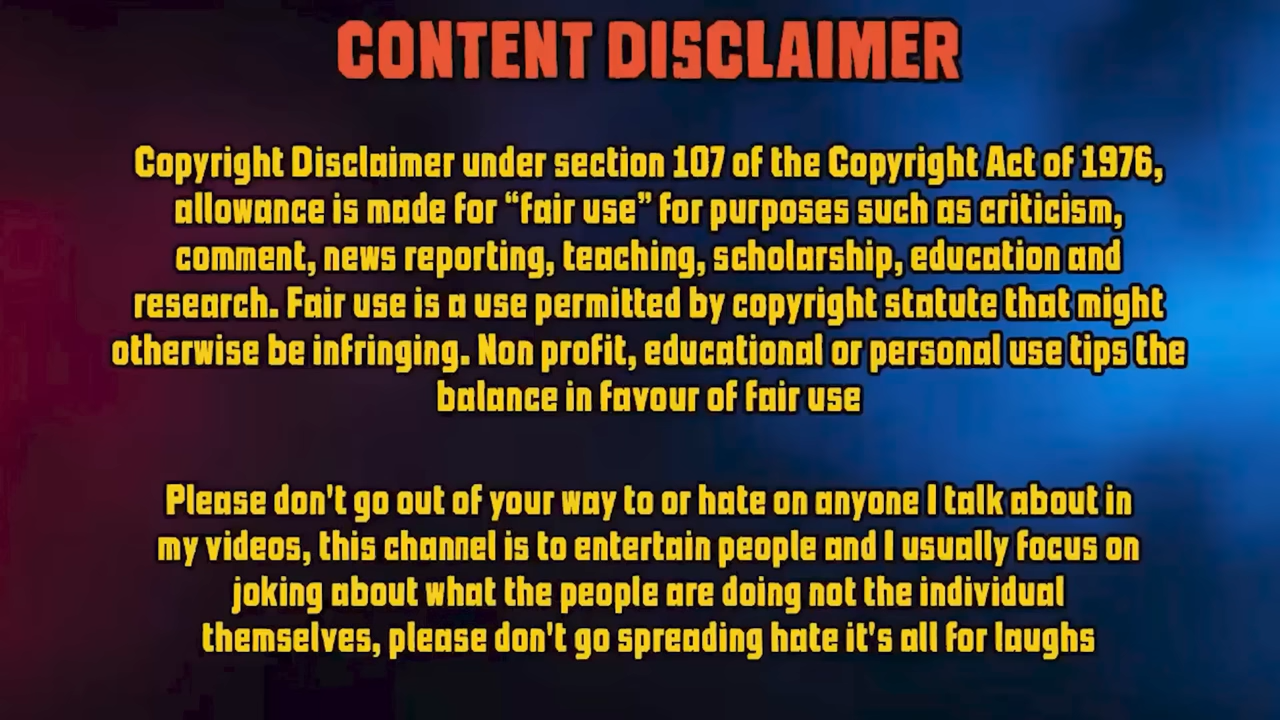 CONTENT DISCLAIMER
Copyright Disclaimer under section 107 of the Copyright Act of 1976,
allowance is made for “fair use” for purposes such as criticism,
comment, news reporting, teaching, scholarship, education and
research. Fair use is a use permitted by copyright statute that might
otherwise be infringing. Non profit, educational or personal use tips the
balance in favour of fair use
Please don't go out of your way to or hate on anyone I talk about in
my videos, this channel is to entertain people and I usually focus on
joking about what the people are doing not the individual
themselves, please don't go spreading hate it's all for laughs